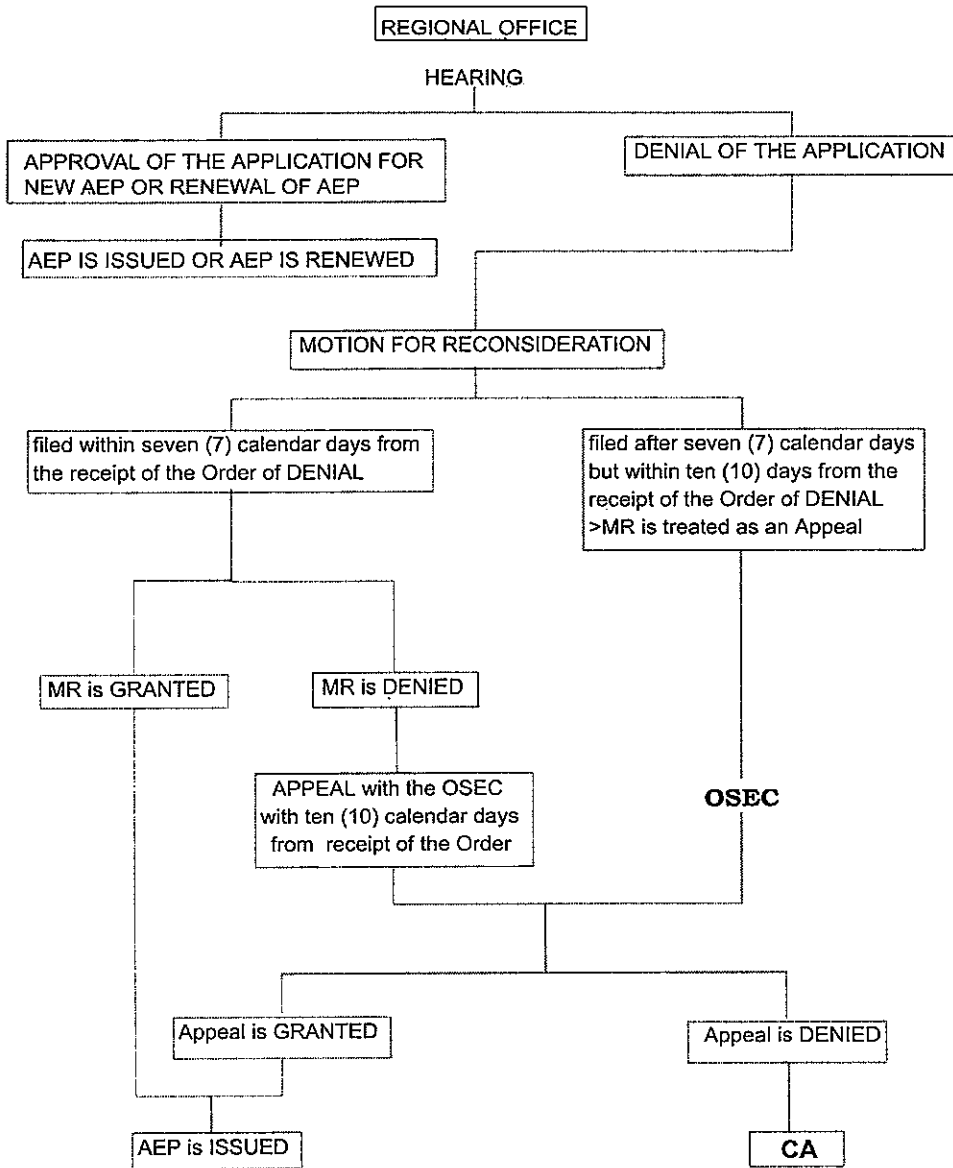 REGIONAL OFFICE
HEARING
APPROVAL OF THE APPLICATION FOR
NEW AEP OR RENEWAL OF AEP
DENIAL OF THE APPLICATION
AEP IS ISSUED OR AEP IS RENEWED
MOTION FOR RECONSIDERATION
filed within seven (7) calendar days from
the receipt of the Order of DENIAL
filed after seven (7) calendar days
but within ten (10) days from the
receipt of the Order of DENIAL
>MR is treated as an Appeal
MR is GRANTED
MR is DENIED
APPEAL with the OSEC
with ten (10) calendar days
from receipt of the Order
OSEC
Appeal is GRANTED
Appeal is DENIED
AEP is ISSUED
CA